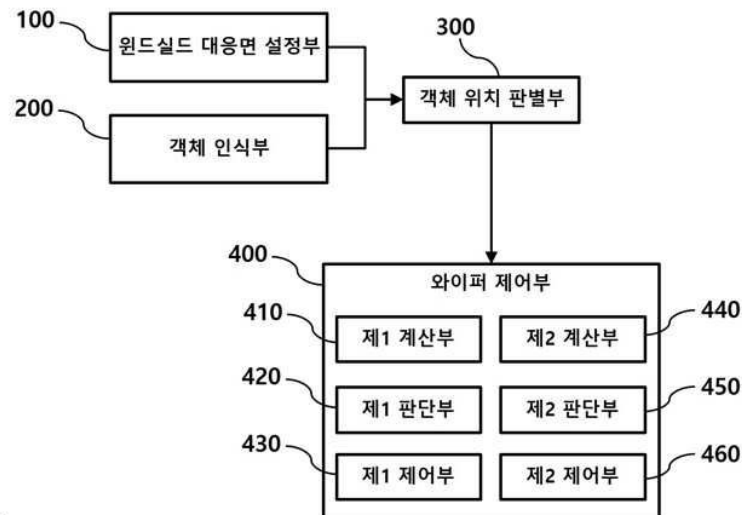 100
윈드실드 대응면 설정부
200
객체 인식부
300
객체 위치 판별부
400
와이퍼 제어부
410
제1 계산부
제2 계산부
440
420
제1 판단부
제2 판단부
450
430
제1 제어부
제2 제어부
460